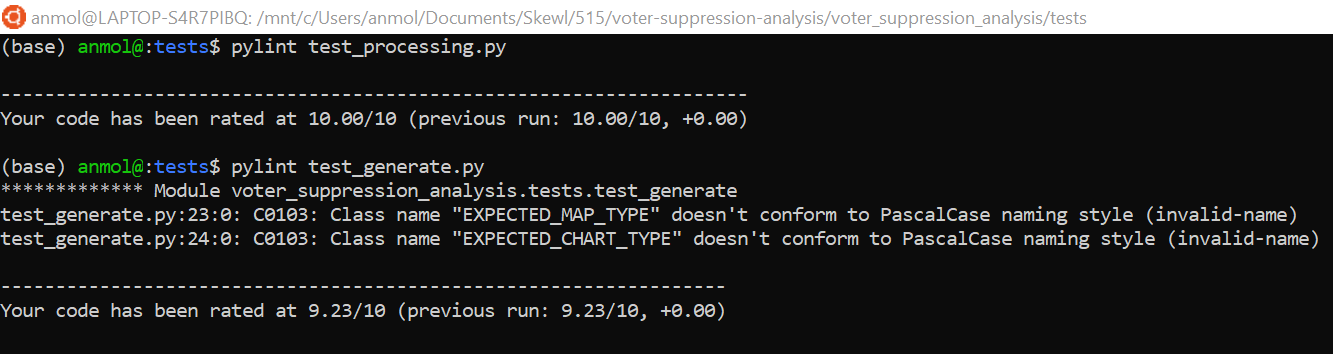 anmol@LAPTOP-S4R7PIBQ: /mnt/c/Users/anmol/Documents/Skewl/515/voter-suppression-analysis/voter_suppression_analysis/tests
(base) anmol@:tests$ pylint test_processing.py
--------------------------------------------------------------------
Your code has been rated at 10.00/10 (previous run: 10.00/10, +0.00)
(base) anmol@:tests$ pylint test_generate.py
************* Module voter_suppression_analysis.tests.test_generate
test_generate.py:23:0: C0103: Class name "EXPECTED_MAP_TYPE" doesn't conform to PascalCase naming style (invalid-name)
test_generate.py:24:0: C0103: Class name "EXPECTED_CHART_TYPE" doesn't conform to PascalCase naming style (invalid-name)
------------------------------------------------------------------
Your code has been rated at 9.23/10 (previous run: 9.23/10, +0.00)